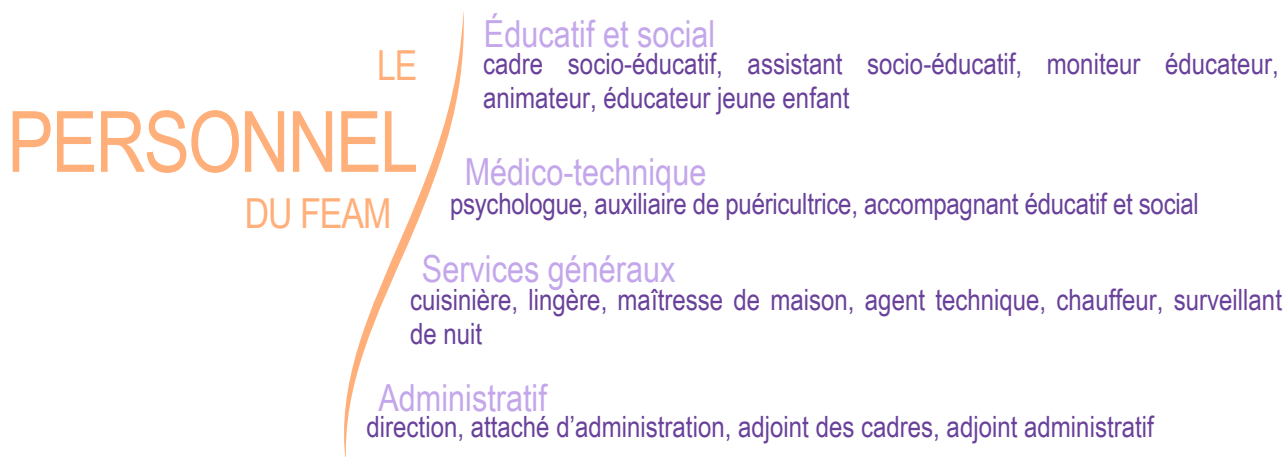 LE
PERSONNEL
DU FEAM
Éducatif et social
cadre socio-éducatif, assistant socio-éducatif, moniteur éducateur,
animateur, éducateur jeune enfant
Médico-technique
psychologue, auxiliaire de puéricultrice, accompagnant éducatif et social
Services généraux
cuisinière, lingère, maîtresse de maison, agent technique, chauffeur, surveillant
de nuit
Administratif
direction, attaché d’administration, adjoint des cadres, adjoint administratif